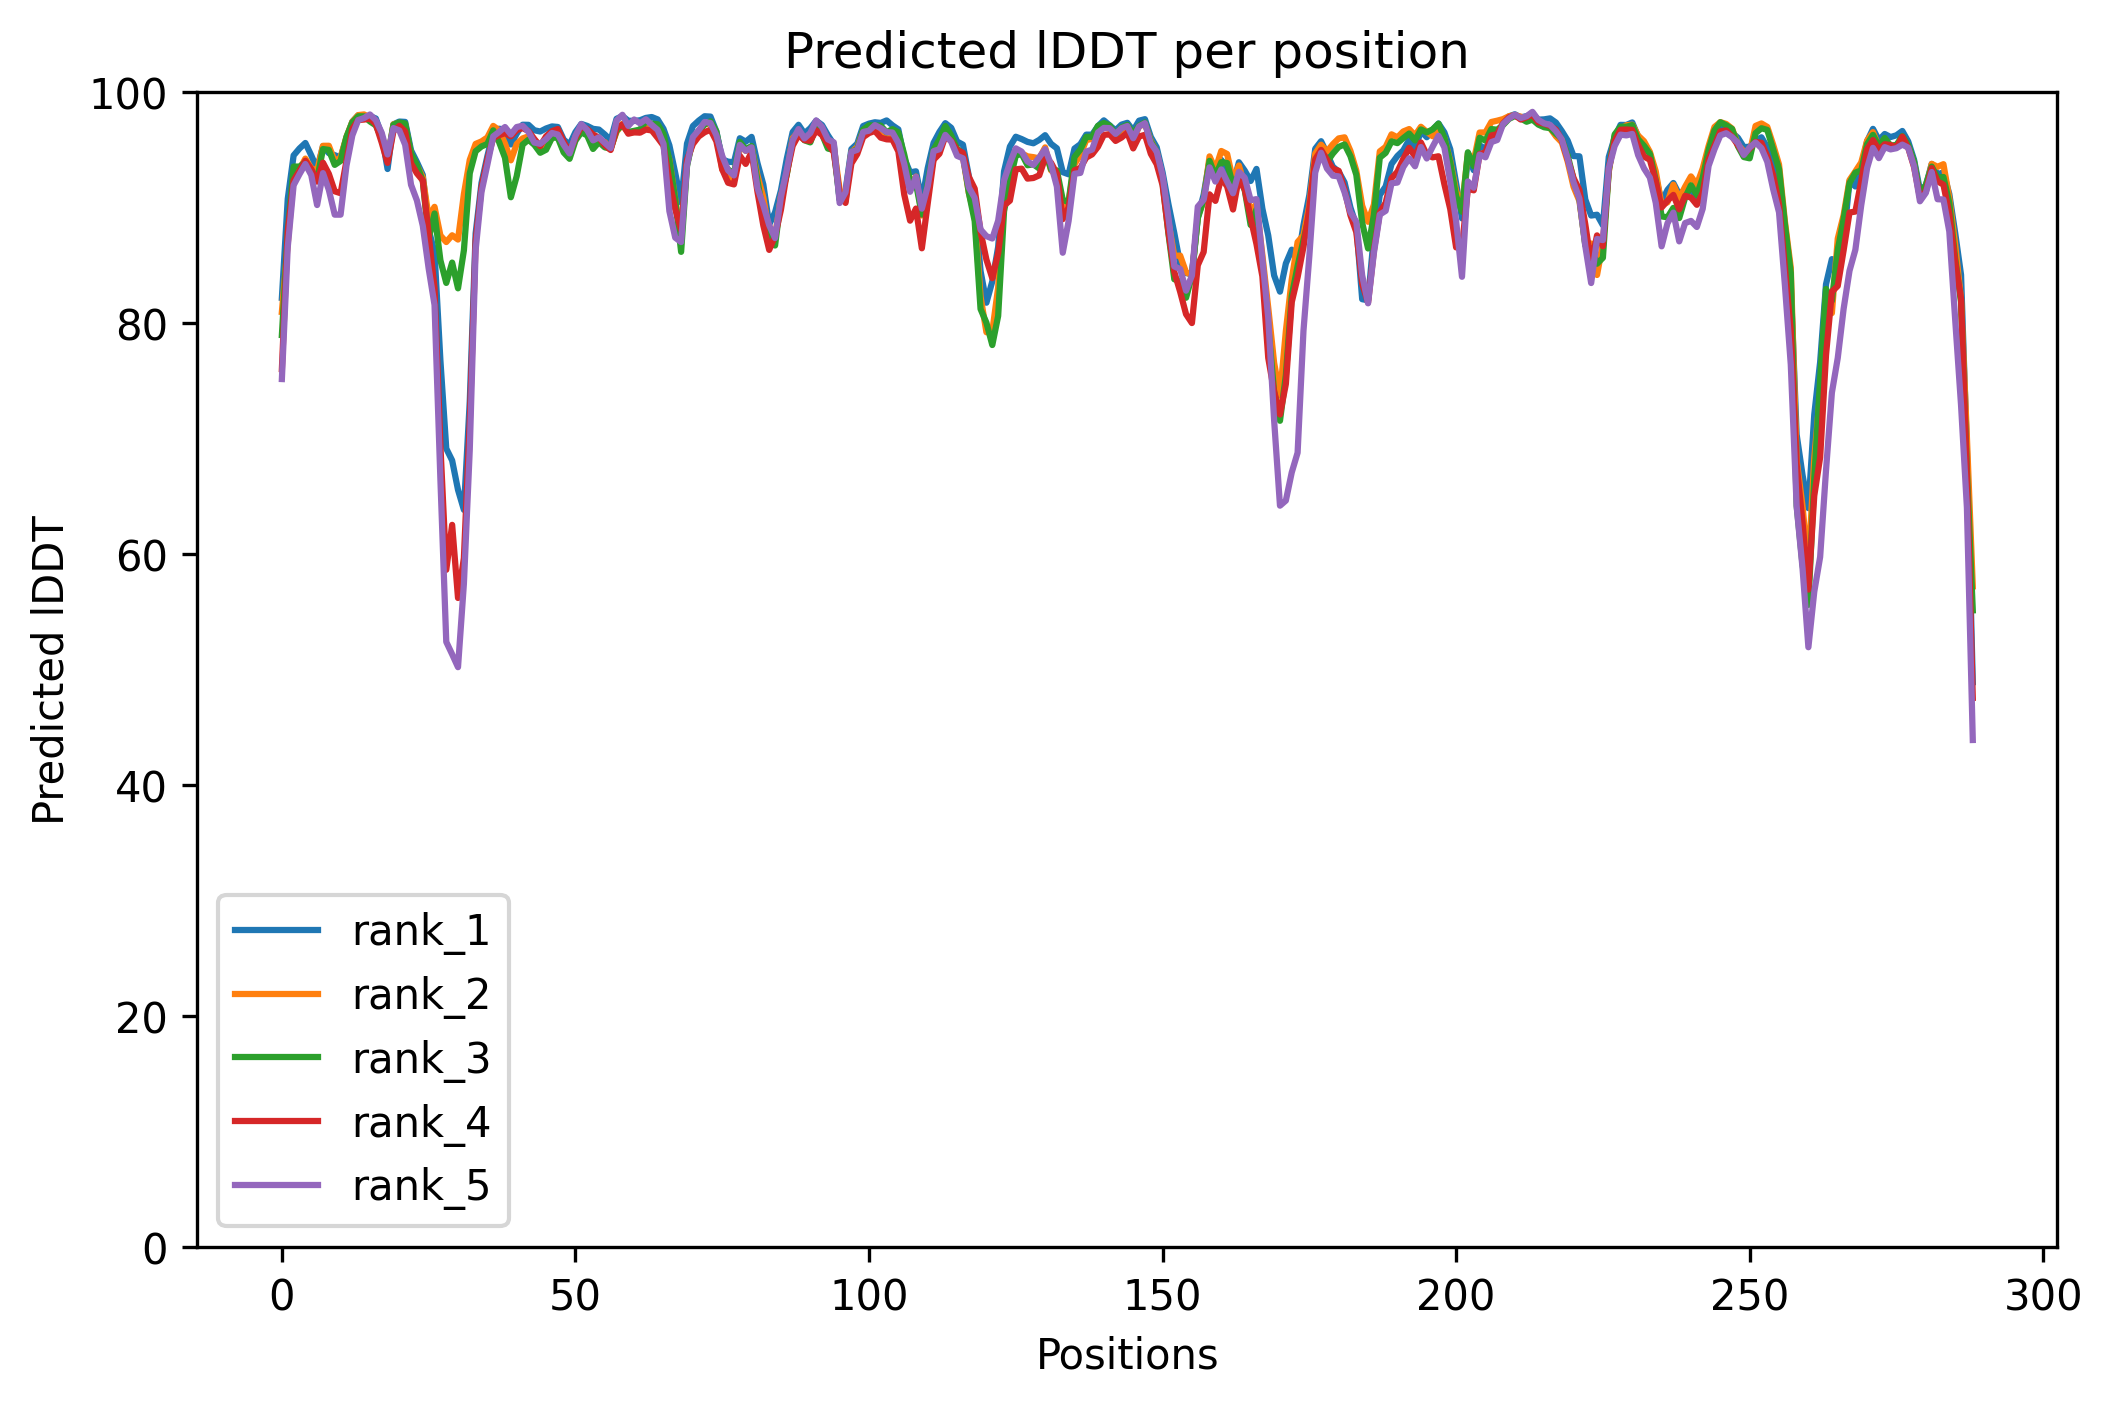 Predicted lDDT per position
Predicted lDDT
100
80
60
40
20
0
rank_1
rank_2
rank_3
rank_4
rank_5
0 50 100 150 200 250 300
Positions